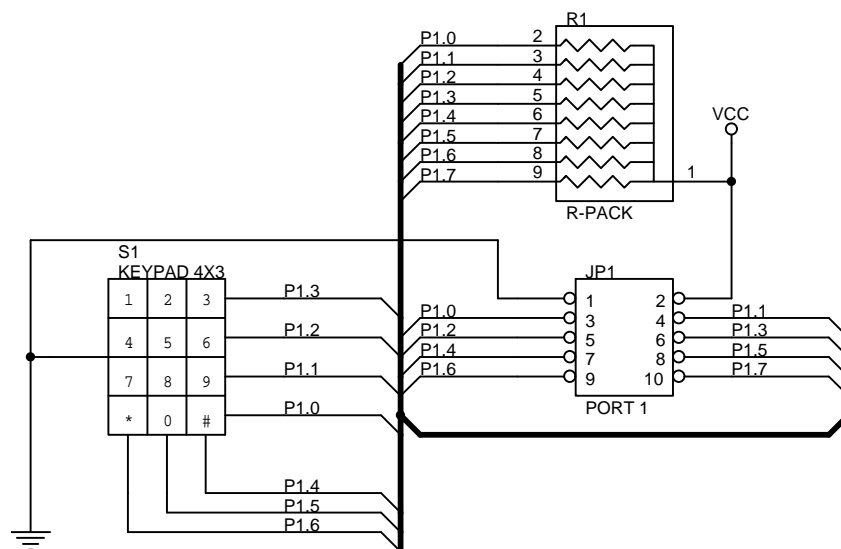 R1
P1.0 2
P1.1 3
P1.2 4
P1.3 5
P1.4 6
P1.5 7
P1.6 8
P1.7 9
1
R-PACK
VCC
S1
KEYPAD 4X3
1 2 3
4 5 6
7 8 9
* 0 #
P1.3
P1.2
P1.1
P1.0
P1.4
P1.5
P1.6
JP1
1 2
P1.0 3 4 P1.1
P1.2 5 6 P1.3
P1.4 7 8 P1.5
P1.6 9 10 P1.7
PORT 1